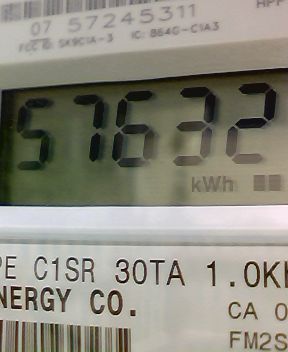 07 57245311
FCC ID: SK9C1A-3 IC: 864G-C1A3
57632
kWh
PE C1SR 30TA 1.0K
NERGY CO.
CA 0
FM2S